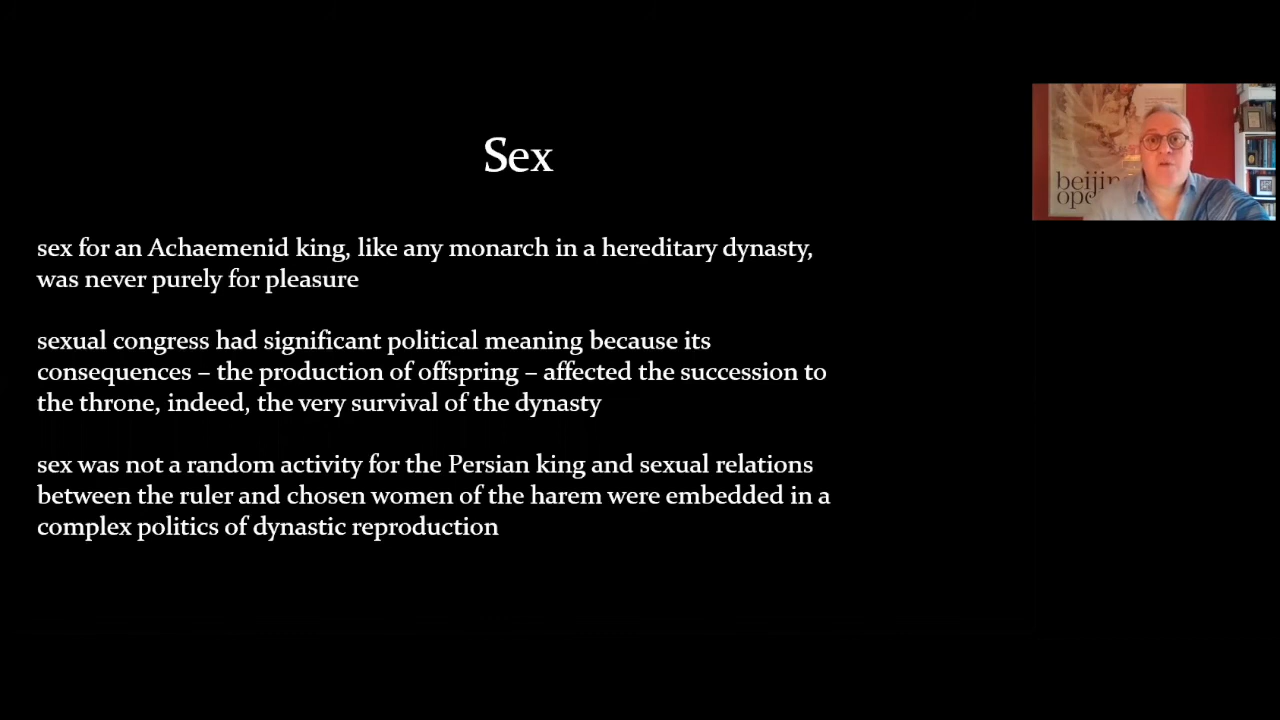 Sex
sex for an Achaemenid king, like any monarch in a hereditary dynasty,
was never purely for pleasure
sexual congress had significant political meaning because its
consequences – the production of offspring – affected the succession to
the throne, indeed, the very survival of the dynasty
sex was not a random activity for the Persian king and sexual relations
between the ruler and chosen women of the harem were embedded in a
complex politics of dynastic reproduction